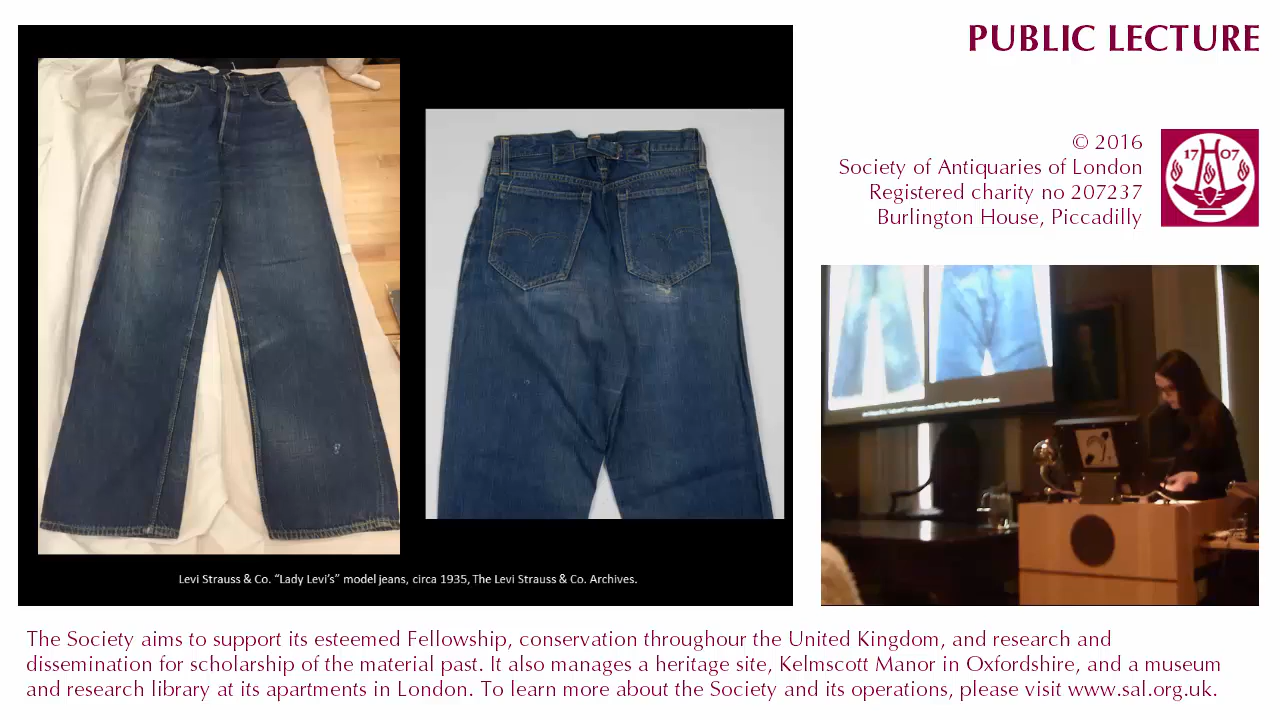 PUBLIC LECTURE
© 2016
Society of Antiquaries of London
Registered charity no 207237
Burlington House, Piccadilly
17 07
Levi Strauss & Co. “Lady Levi’s” model jeans, circa 1935, The Levi Strauss & Co. Archives.
The Society aims to support its esteemed Fellowship, conservation throughour the United Kingdom, and research and
dissemination for scholarship of the material past. It also manages a heritage site, Kelmscott Manor in Oxfordshire, and a museum
and research library at its apartments in London. To learn more about the Society and its operations, please visit www.sal.org.uk.